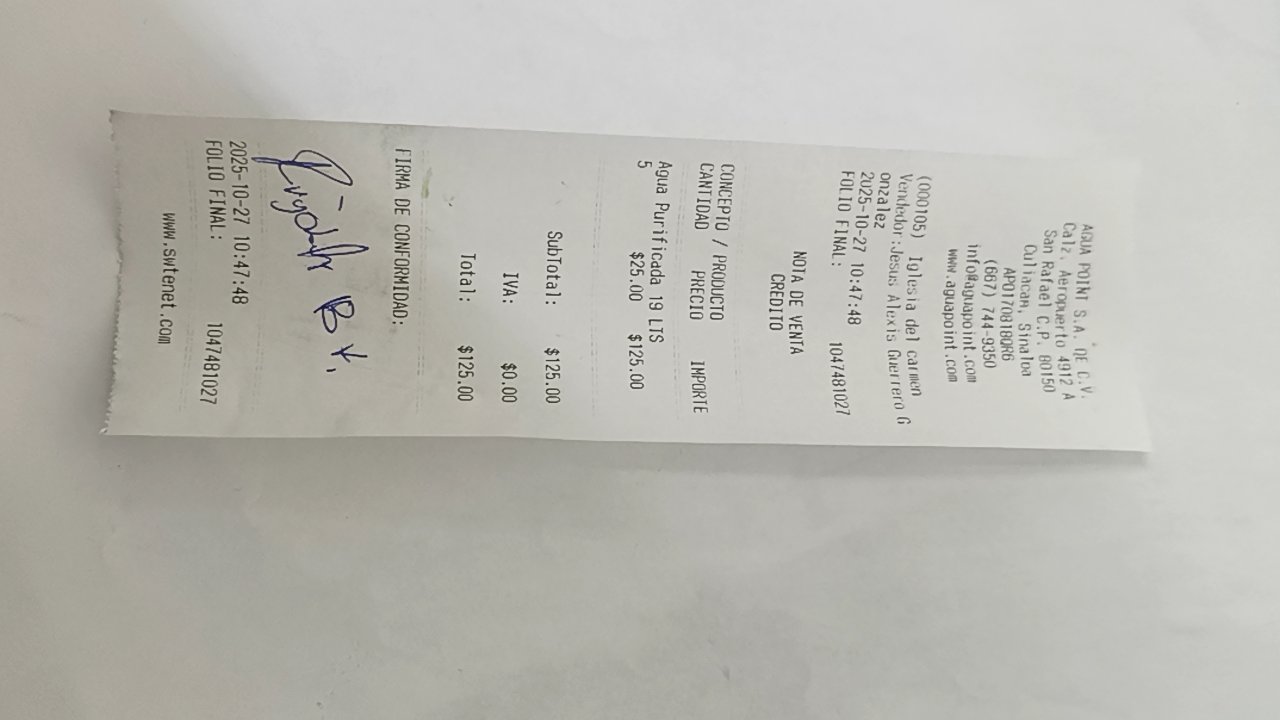 AGUA POINT S.A. DE C.V.
Calz. Aeropuerto 4912 A
San Rafael C.P. 80150
Culiacan, Sinaloa
APO170818QR6
(667) 744-9350
info@aguapoint.com
www.aguapoint.com
(000105) Iglesia del carmen
Vendedor:Jesus Alexis Guerrero G
onzalez
2025-10-27 10:47:48
FOLIO FINAL: 1047481027
NOTA DE VENTA
CREDITO
CONCEPTO / PRODUCTO
CANTIDAD PRECIO IMPORTE
Agua Purificada 19 LTS
5 $25.00 $125.00
SubTotal: $125.00
IVA: $0.00
Total: $125.00
FIRMA DE CONFORMIDAD:
2025-10-27 10:47:48
FOLIO FINAL: 1047481027
www.swtenet.com